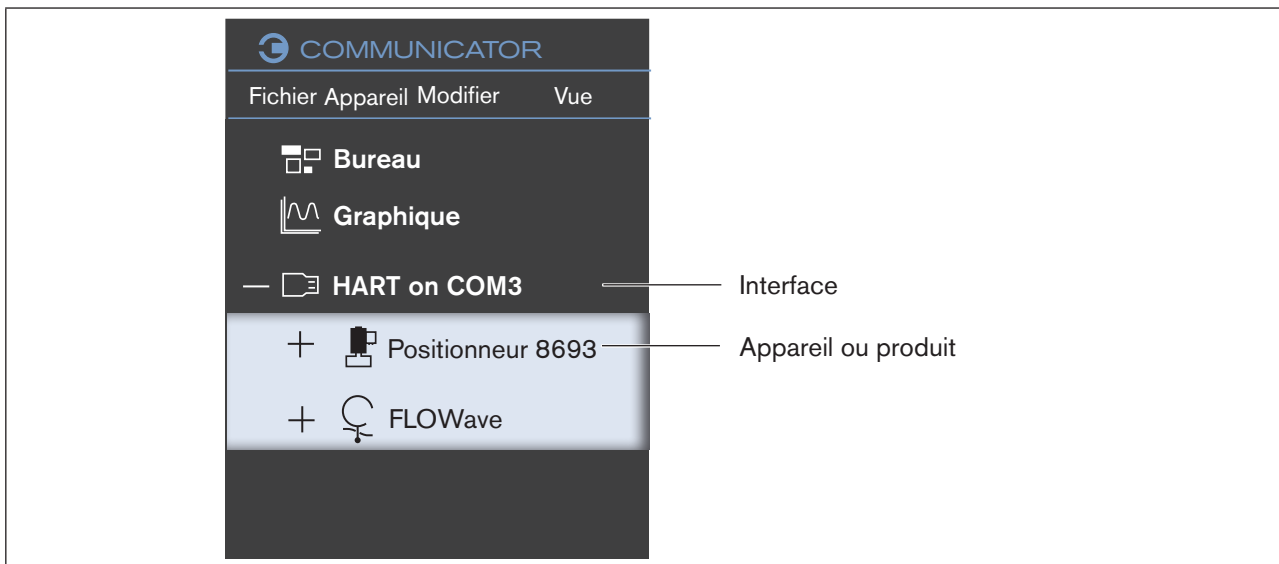 COMMUNICATOR
Fichier Appareil Modifier Vue
Bureau
Graphique
HART on COM3
Interface
Positionneur 8693
Appareil ou produit
FLOWave